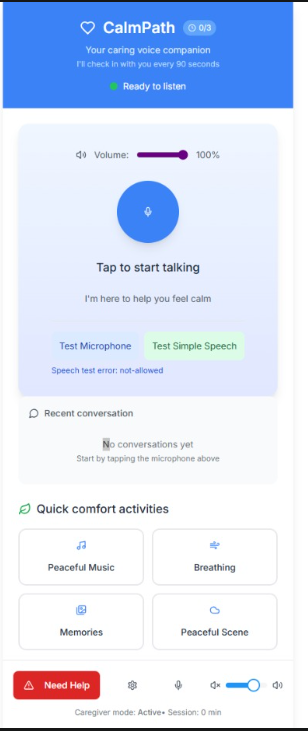 CalmPath 0/3
Your caring voice companion
I'll check in with you every 90 seconds
Ready to listen
Volume: 100%
Tap to start talking
I'm here to help you feel calm
Test Microphone Test Simple Speech
Speech test error: not-allowed
Recent conversation
No conversations yet
Start by tapping the microphone above
Quick comfort activities
Peaceful Music Breathing
Memories Peaceful Scene
Need Help
Caregiver mode: Active• Session: 0 min